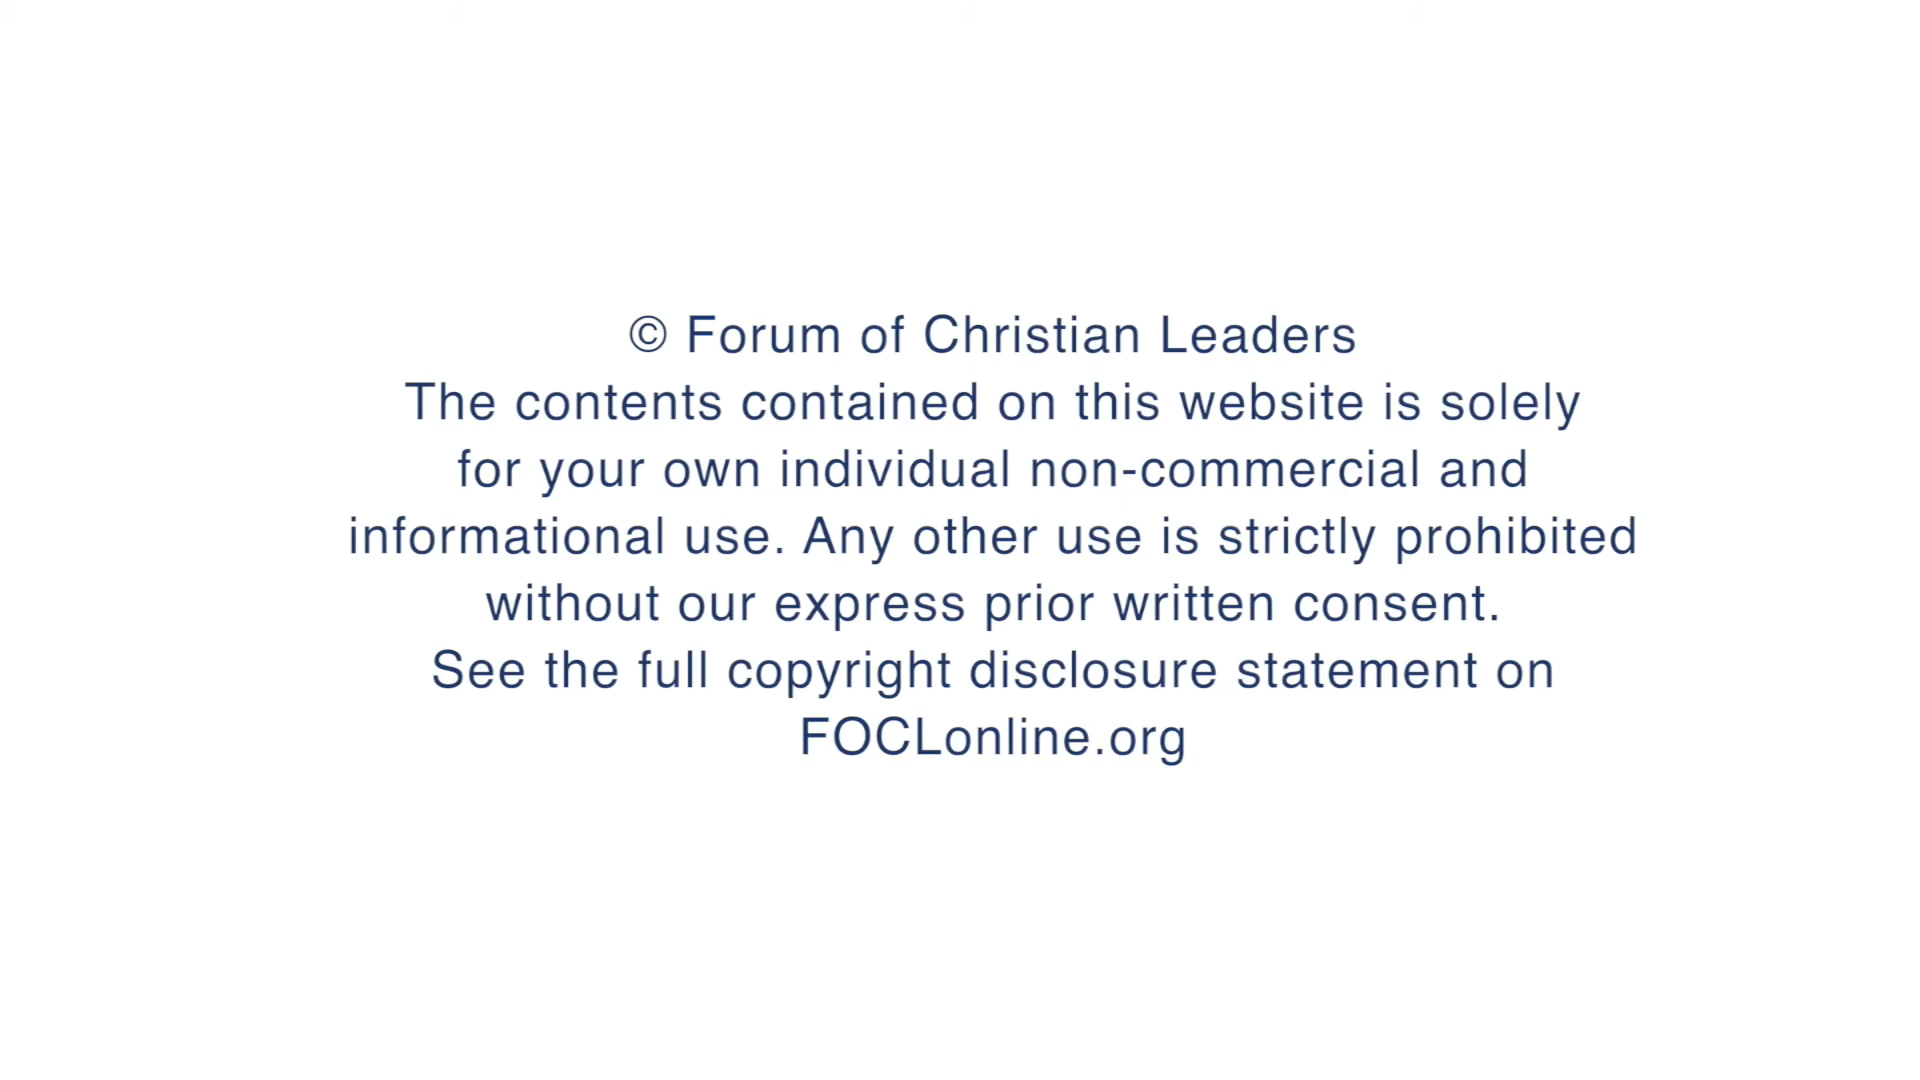 © Forum of Christian Leaders
The contents contained on this website is solely
for your own individual non-commercial and
informational use. Any other use is strictly prohibited
without our express prior written consent.
See the full copyright disclosure statement on
FOCLonline.org